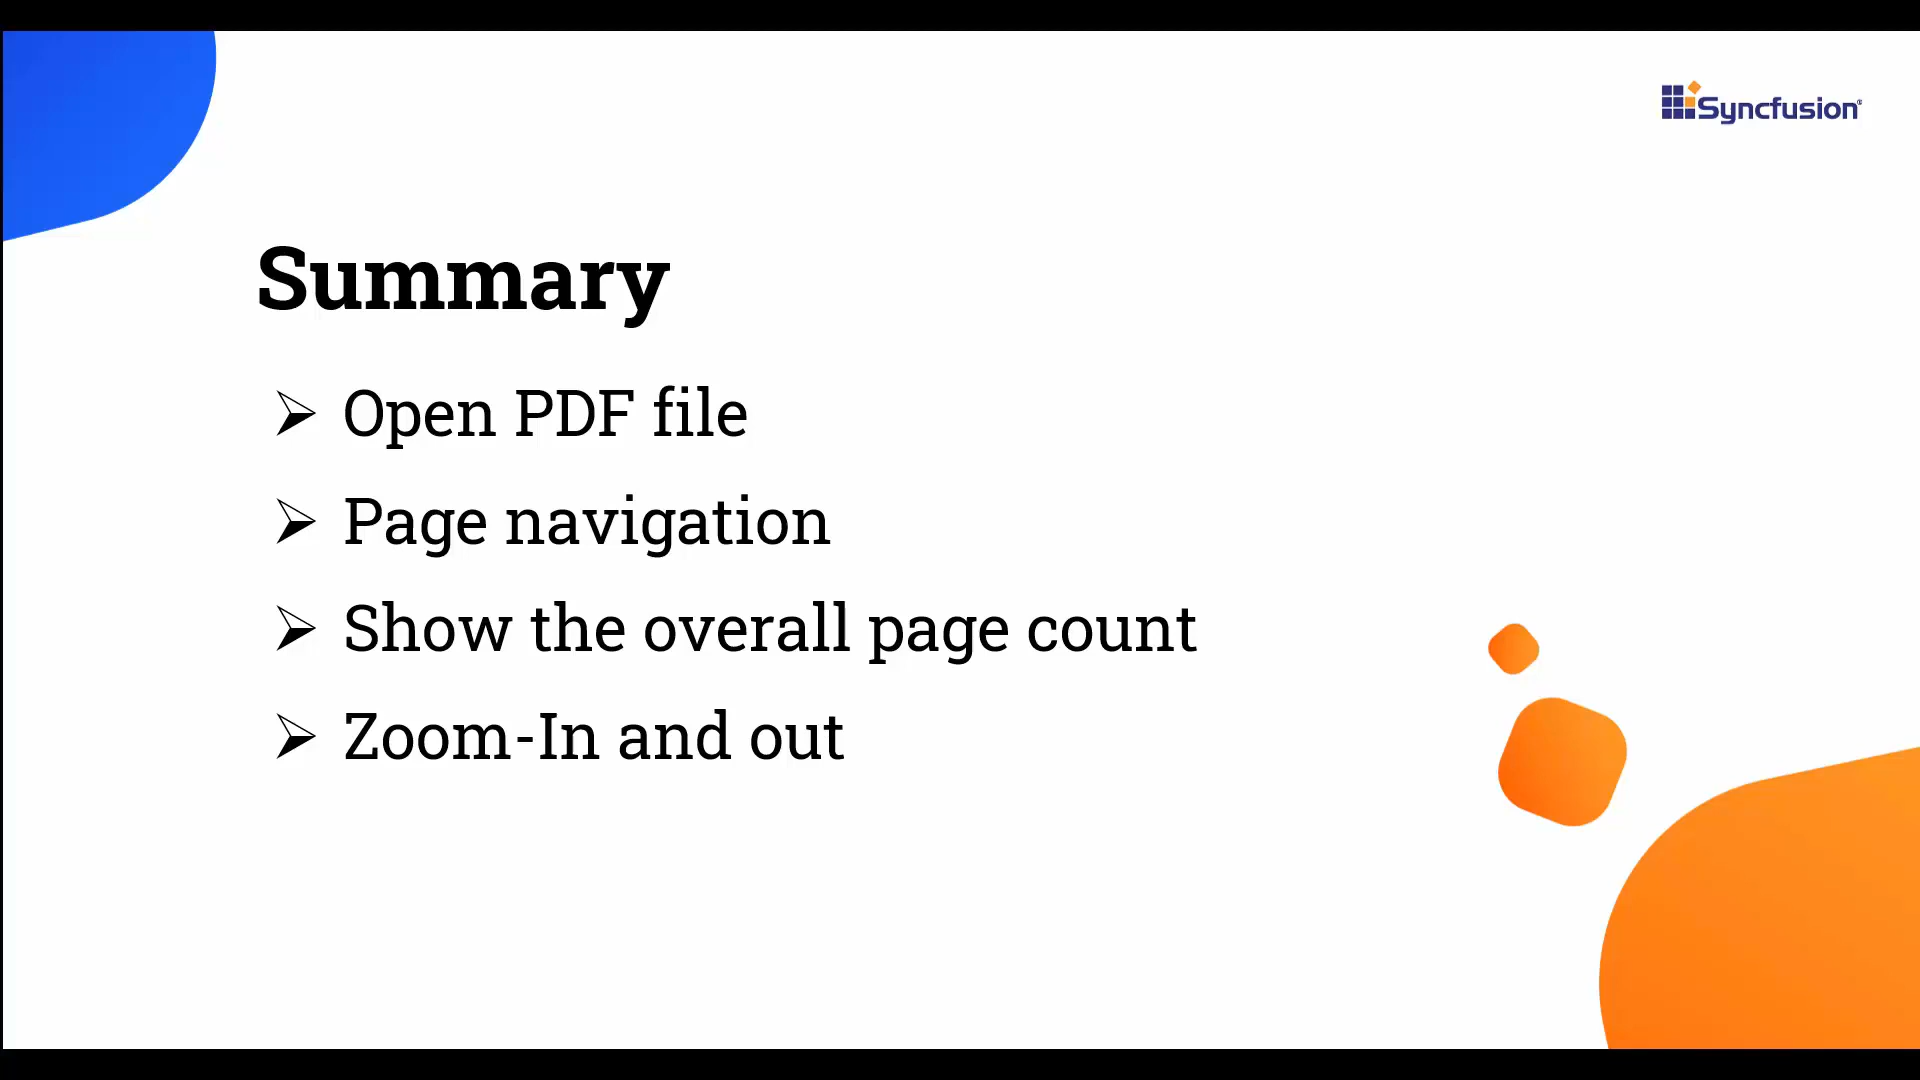 Syncfusion®
Summary
➢ Open PDF file
➢ Page navigation
➢ Show the overall page count
➢ Zoom-In and out